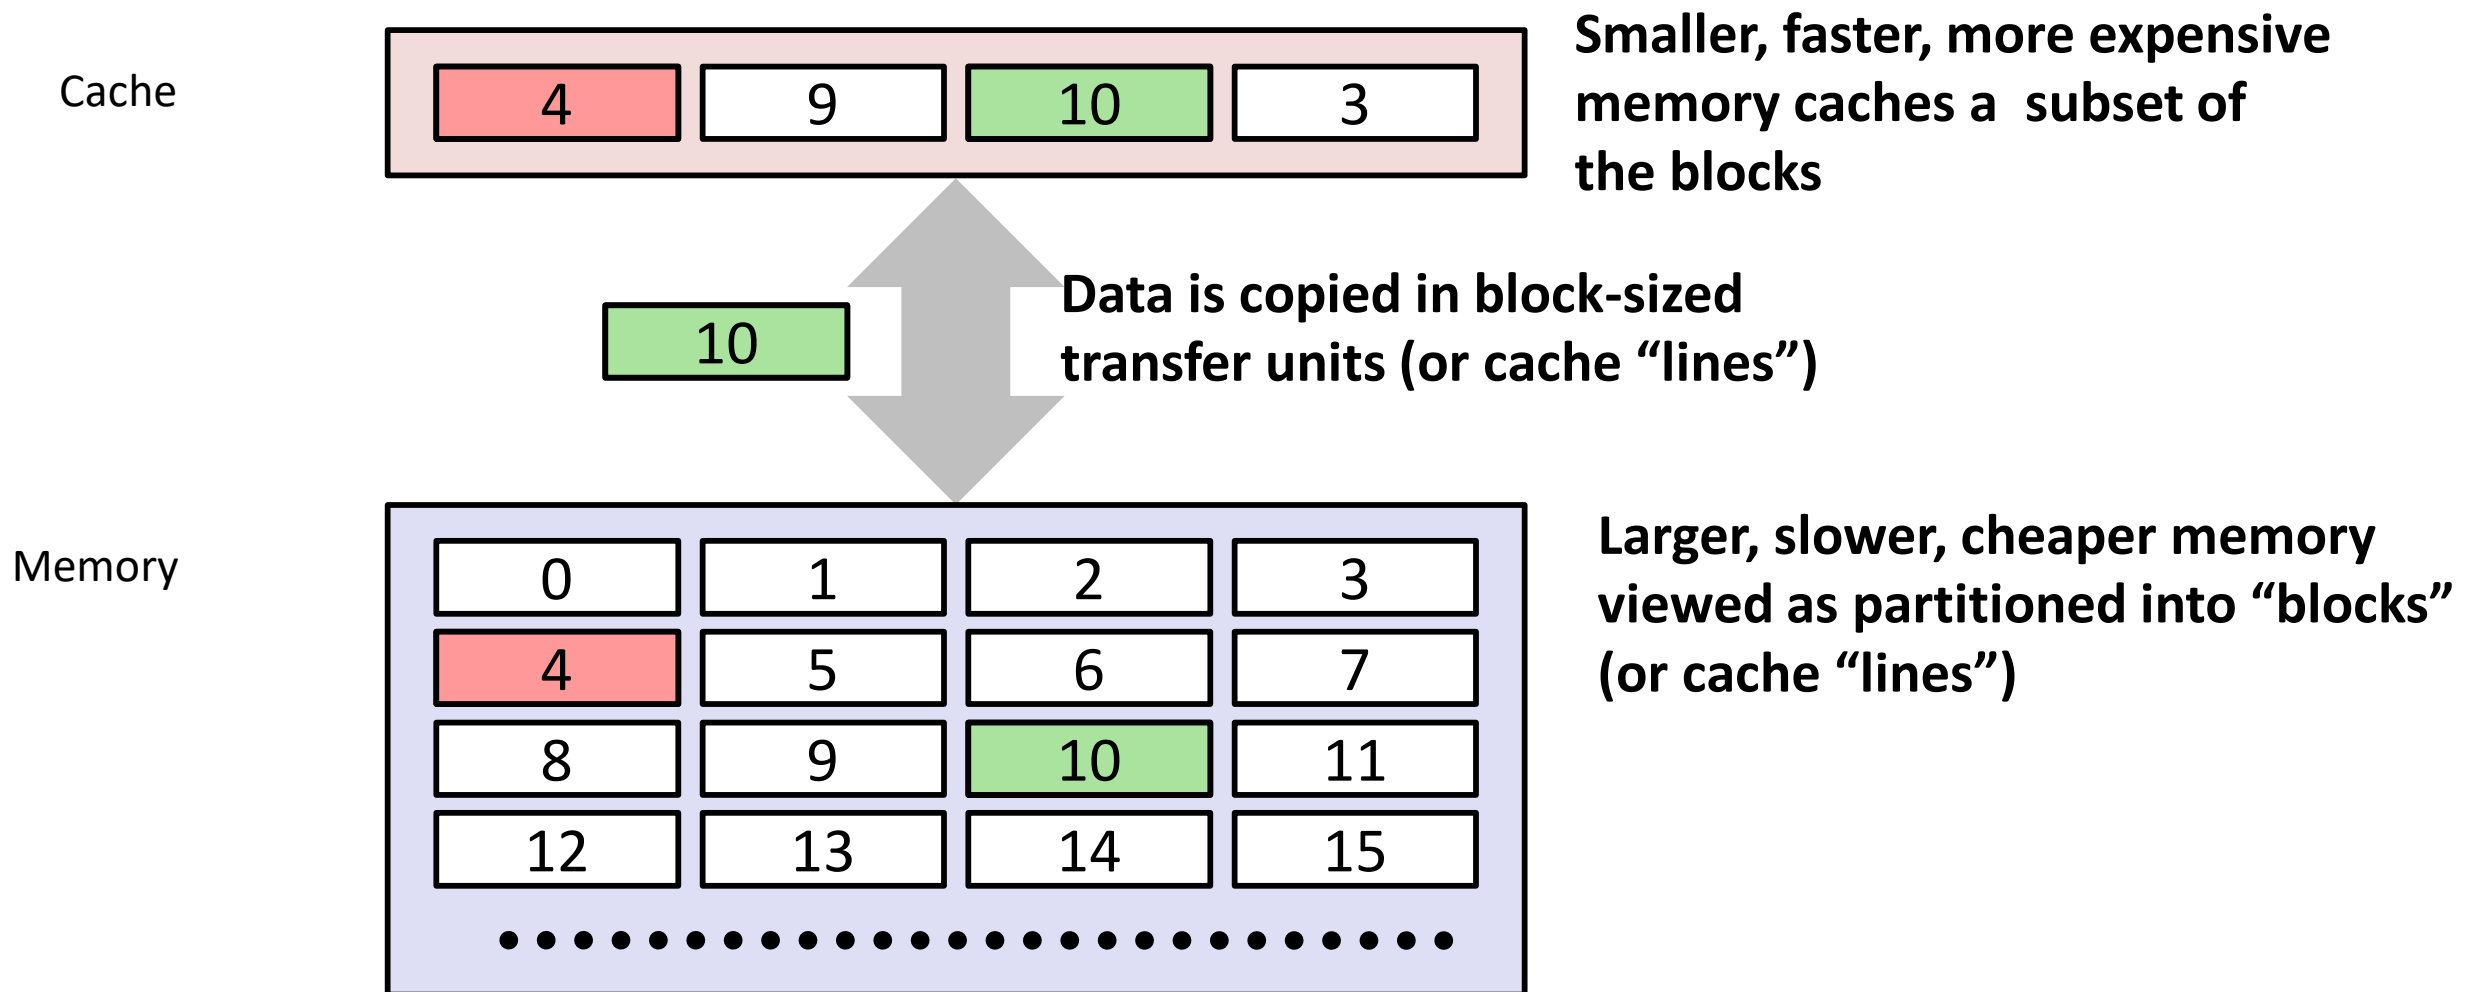 Cache
4 9 10 3
Smaller, faster, more expensive
memory caches a subset of
the blocks
10
Data is copied in block-sized
transfer units (or cache “lines”)
Memory
0 1 2 3
4 5 6 7
8 9 10 11
12 13 14 15
Larger, slower, cheaper memory
viewed as partitioned into “blocks”
(or cache “lines”)